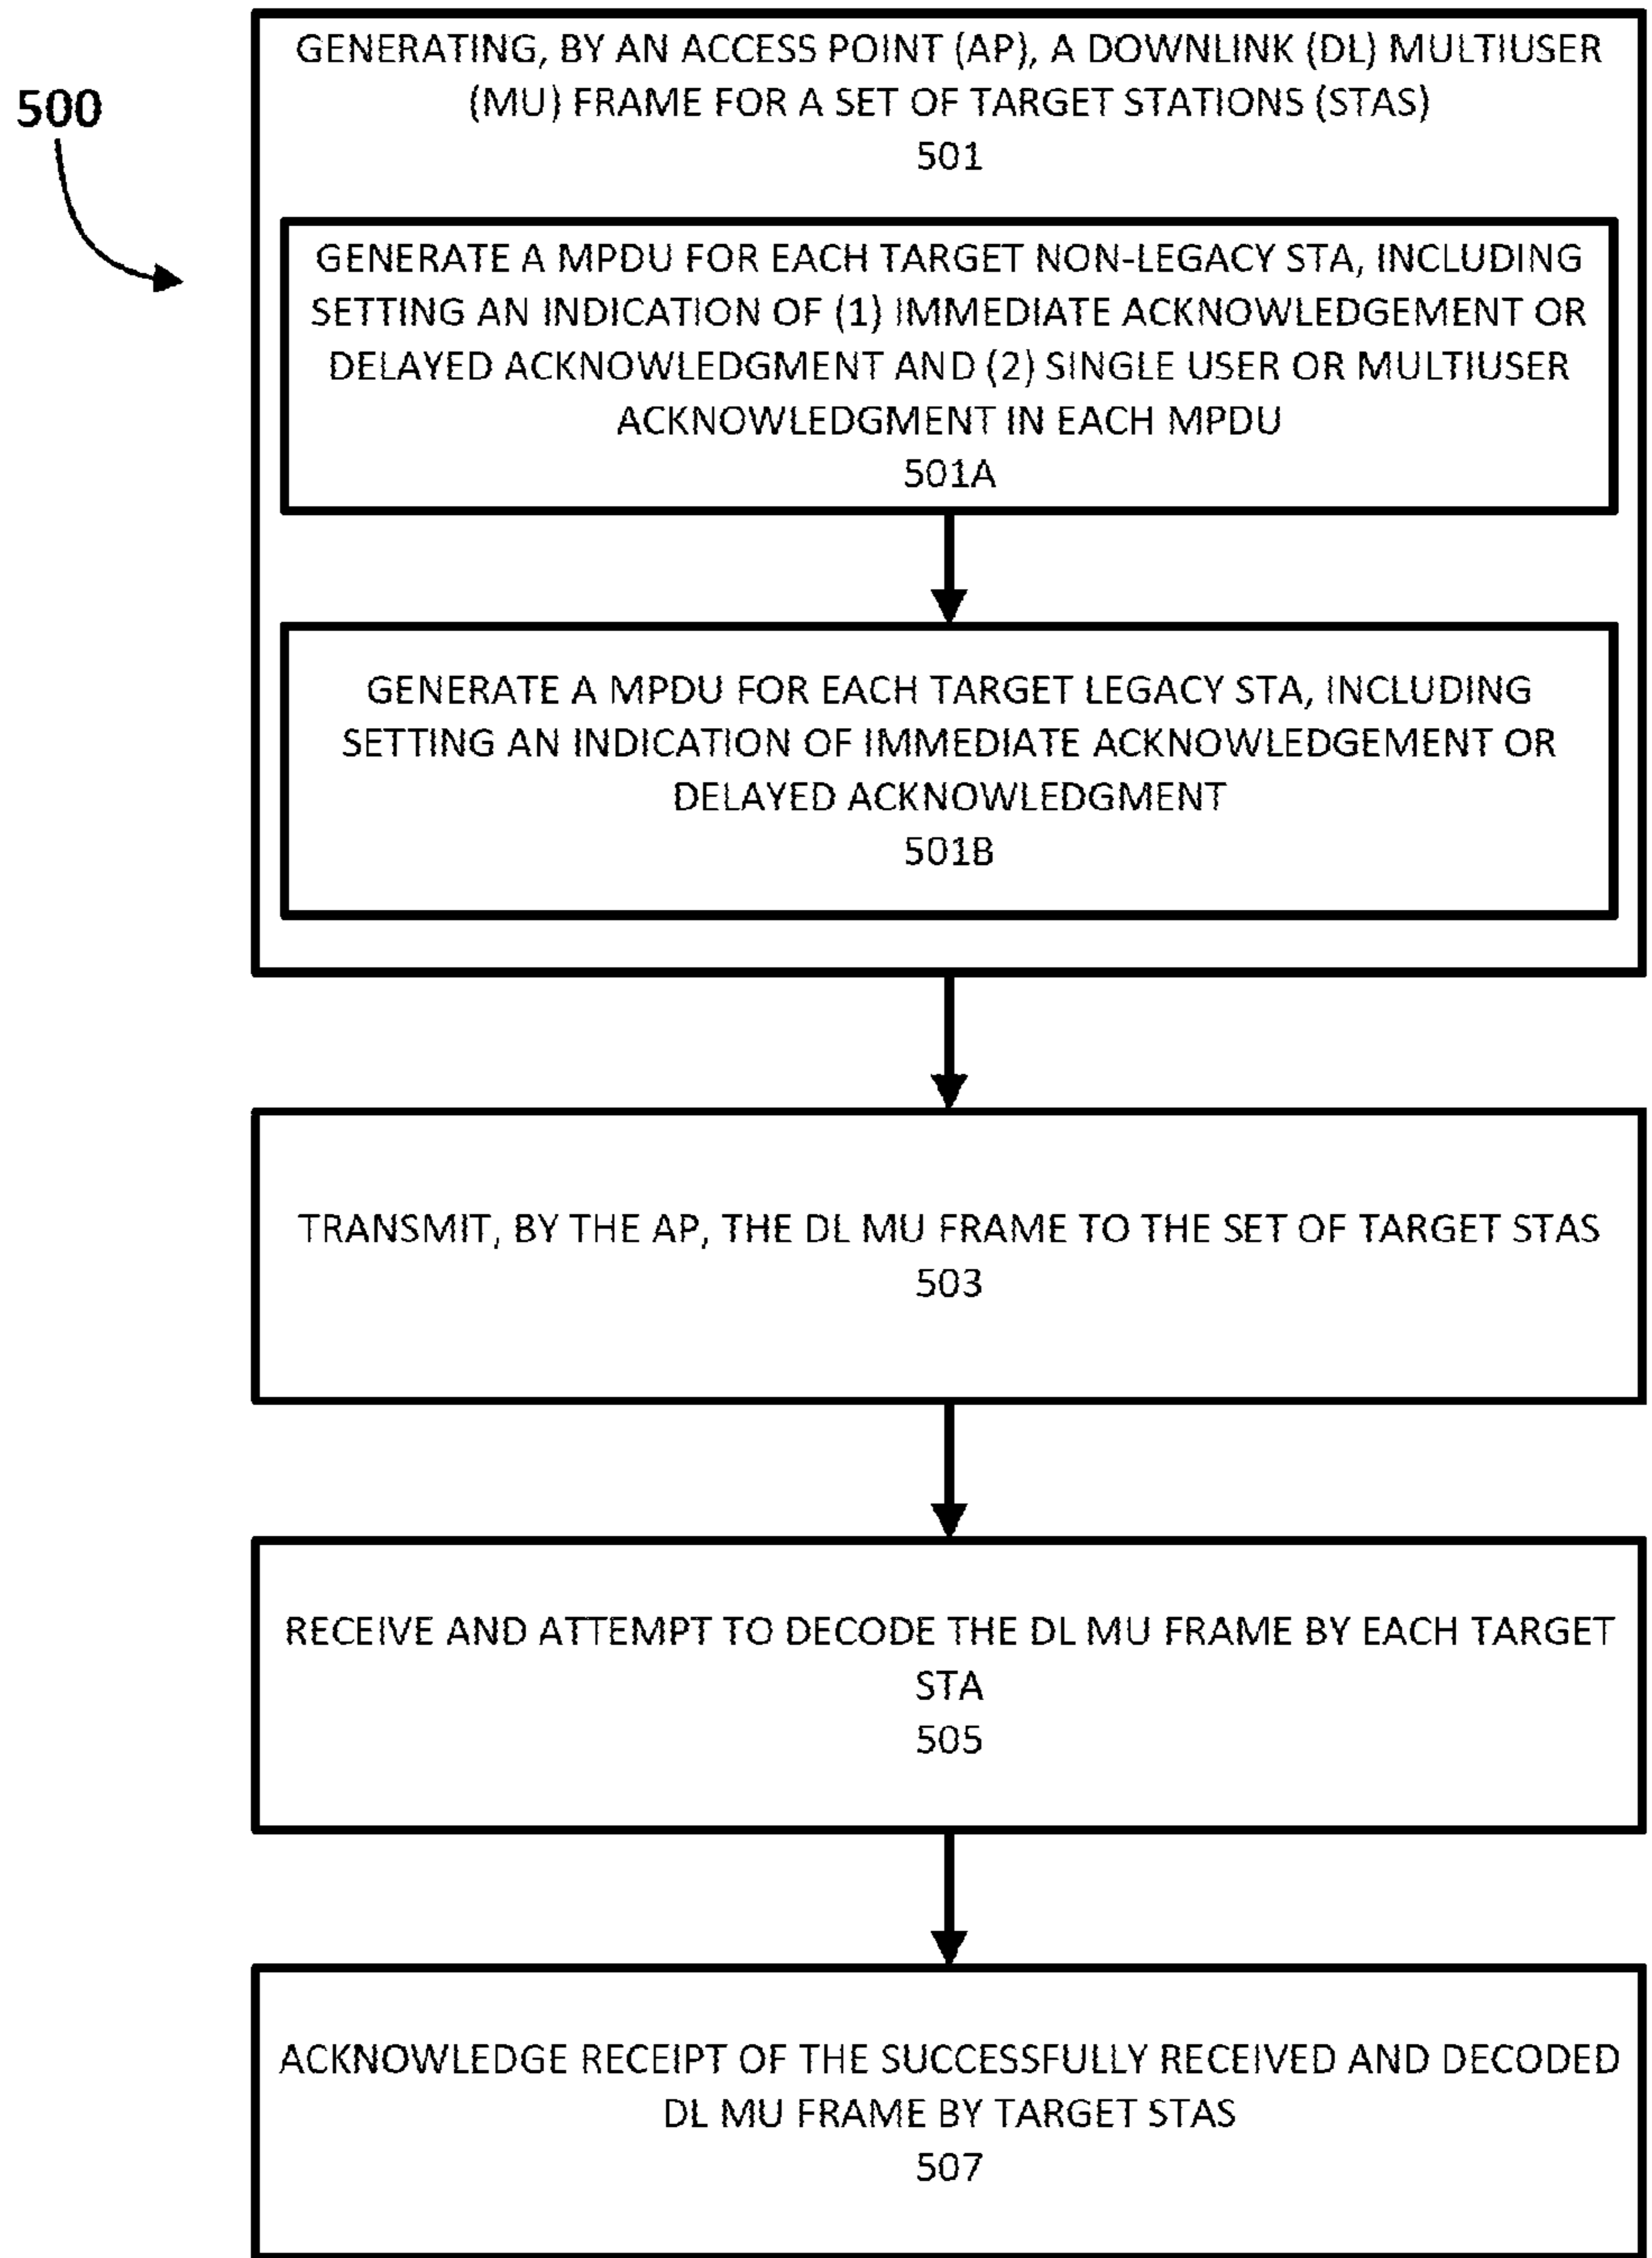 GENERATING, BY AN ACCESS POINT (AP), A DOWNLINK (DL) MULTIUSER
(MU) FRAME FOR A SET OF TARGET STATIONS (STAS)
501
500
GENERATE A MPDU FOR EACH TARGET NON-LEGACY STA, INCLUDING
SETTING AN INDICATION OF (1) IMMEDIATE ACKNOWLEDGEMENT OR
DELAYED ACKNOWLEDGMENT AND (2) SINGLE USER OR MULTIUSER
ACKNOWLEDGMENT IN EACH MPDU
501A
GENERATE A MPDU FOR EACH TARGET LEGACY STA, INCLUDING
SETTING AN INDICATION OF IMMEDIATE ACKNOWLEDGEMENT OR
DELAYED ACKNOWLEDGMENT
501B
TRANSMIT, BY THE AP, THE DL MU FRAME TO THE SET OF TARGET STAS
503
RECEIVE AND ATTEMPT TO DECODE THE DL MU FRAME BY EACH TARGET
STA
505
ACKNOWLEDGE RECEIPT OF THE SUCCESSFULLY RECEIVED AND DECODED
DL MU FRAME BY TARGET STAS
507